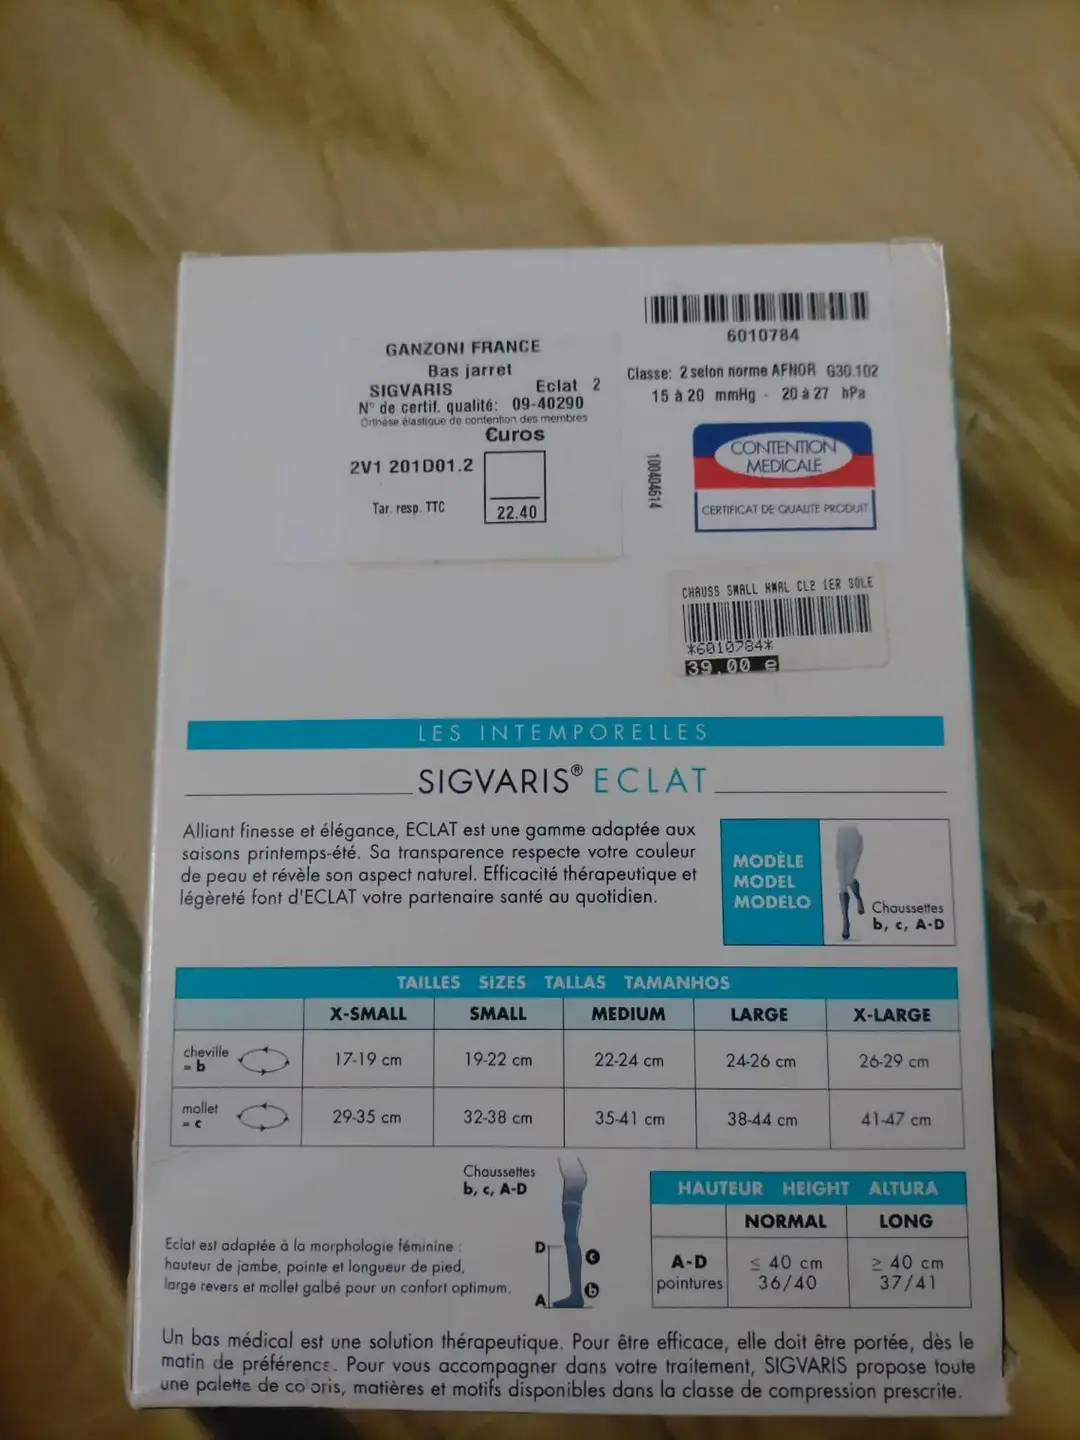 GANZONI FRANCE
Bas jarret
SIGVARIS Eclat 2
N° de certif. qualité: 09-40290
Orthèse élastique de contention des membres
€uros
2V1 201D01.2
Tar. resp. TTC
22.40
6010784
Classe: 2 selon norme AFNOR G30.102
15 à 20 mmHg - 20 à 27 hPa
100404614
CONTENTION
MEDICALE
CERTIFICAT DE QUALITE PRODUIT
CHAUSS SMALL NMAL CL2 1ER SOLE
*6010784*
39.00 e
LES INTEMPORELLES
SIGVARIS® ECLAT
Alliant finesse et élégance, ECLAT est une gamme adaptée aux
saisons printemps-été. Sa transparence respecte votre couleur
de peau et révèle son aspect naturel. Efficacité thérapeutique et
légèreté font d'ECLAT votre partenaire santé au quotidien.
MODÈLE
MODEL
MODELO
Chaussettes
b, c, A-D
TAILLES SIZES TALLAS TAMANHOS
X-SMALL SMALL MEDIUM LARGE X-LARGE
cheville
= b
17-19 cm 19-22 cm 22-24 cm 24-26 cm 26-29 cm
mollet
= c
29-35 cm 32-38 cm 35-41 cm 38-44 cm 41-47 cm
Chaussettes
b, c, A-D
D
c
b
A
Eclat est adaptée à la morphologie féminine :
hauteur de jambe, pointe et longueur de pied,
large revers et mollet galbé pour un confort optimum.
HAUTEUR HEIGHT ALTURA
NORMAL LONG
A-D ≤ 40 cm ≥ 40 cm
pointures 36/40 37/41
Un bas médical est une solution thérapeutique. Pour être efficace, elle doit être portée, dès le
matin de préférence. Pour vous accompagner dans votre traitement, SIGVARIS propose toute
une palette de coloris, matières et motifs disponibles dans la classe de compression prescrite.